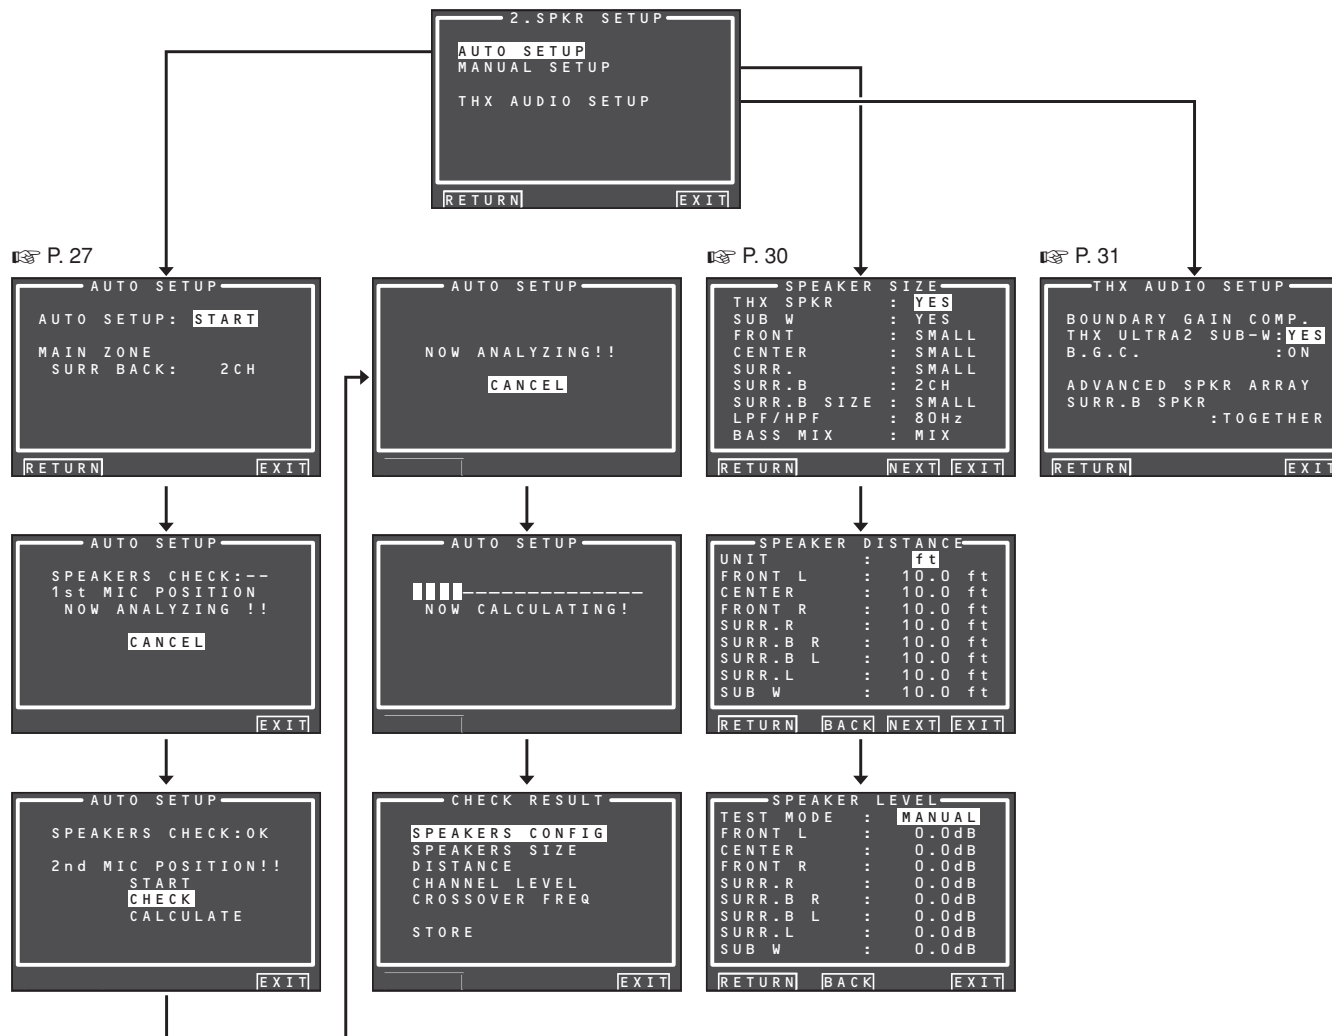 2.SPKR SETUP
AUTO SETUP
MANUAL SETUP
THX AUDIO SETUP
RETURN EXIT
☞ P. 27
AUTO SETUP
AUTO SETUP: START
MAIN ZONE
SURR BACK: 2CH
RETURN EXIT
AUTO SETUP
SPEAKERS CHECK:--
1st MIC POSITION
NOW ANALYZING !!
CANCEL
EXIT
AUTO SETUP
SPEAKERS CHECK:OK
2nd MIC POSITION!!
START
CHECK
CALCULATE
EXIT
AUTO SETUP
NOW ANALYZING!!
CANCEL
AUTO SETUP
NOW CALCULATING!
CHECK RESULT
SPEAKERS CONFIG
SPEAKERS SIZE
DISTANCE
CHANNEL LEVEL
CROSSOVER FREQ
STORE
EXIT
☞ P. 30
SPEAKER SIZE
THX SPKR : YES
SUB W : YES
FRONT : SMALL
CENTER : SMALL
SURR. : SMALL
SURR.B : 2CH
SURR.B SIZE : SMALL
LPF/HPF : 80Hz
BASS MIX : MIX
RETURN NEXT EXIT
SPEAKER DISTANCE
UNIT : ft
FRONT L : 10.0 ft
CENTER : 10.0 ft
FRONT R : 10.0 ft
SURR.R : 10.0 ft
SURR.B R : 10.0 ft
SURR.B L : 10.0 ft
SURR.L : 10.0 ft
SUB W : 10.0 ft
RETURN BACK NEXT EXIT
SPEAKER LEVEL
TEST MODE : MANUAL
FRONT L : 0.0dB
CENTER : 0.0dB
FRONT R : 0.0dB
SURR.R : 0.0dB
SURR.B R : 0.0dB
SURR.B L : 0.0dB
SURR.L : 0.0dB
SUB W : 0.0dB
RETURN BACK EXIT
☞ P. 31
THX AUDIO SETUP
BOUNDARY GAIN COMP.
THX ULTRA2 SUB-W:YES
B.G.C. :ON
ADVANCED SPKR ARRAY
SURR.B SPKR
:TOGETHER
RETURN EXIT